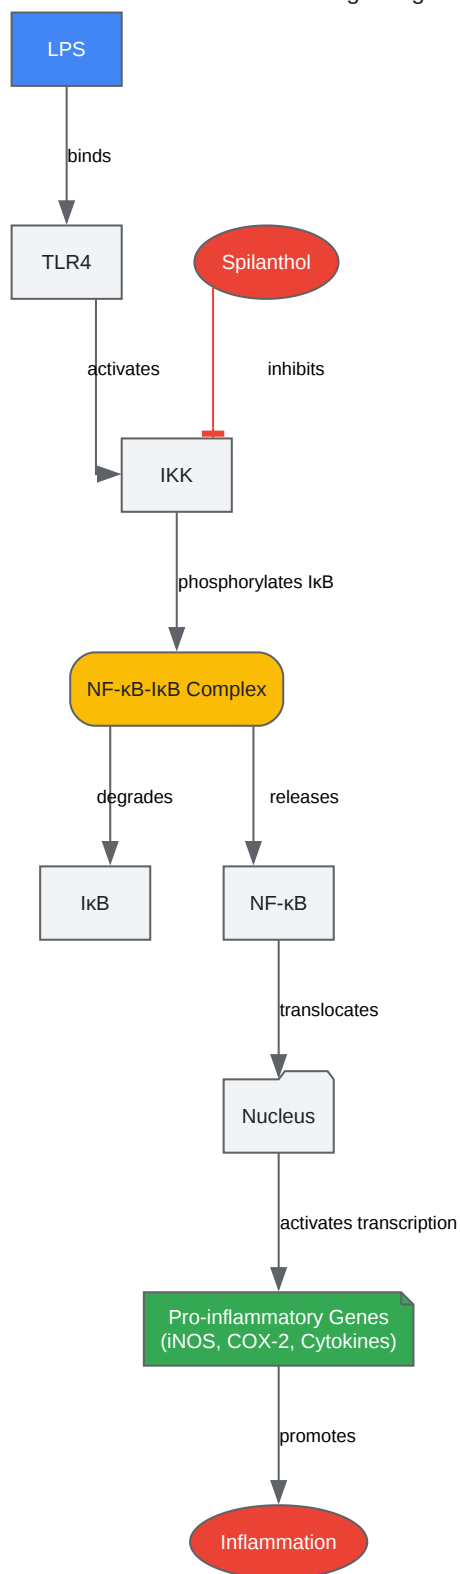 LPS
binds
TLR4
Spilanthol
activates
inhibits
IKK
phosphorylates IκB
NF-κB-IκB Complex
degrades
releases
IκB
NF-κB
translocates
Nucleus
activates transcription
Pro-inflammatory Genes
(iNOS, COX-2, Cytokines)
promotes
Inflammation